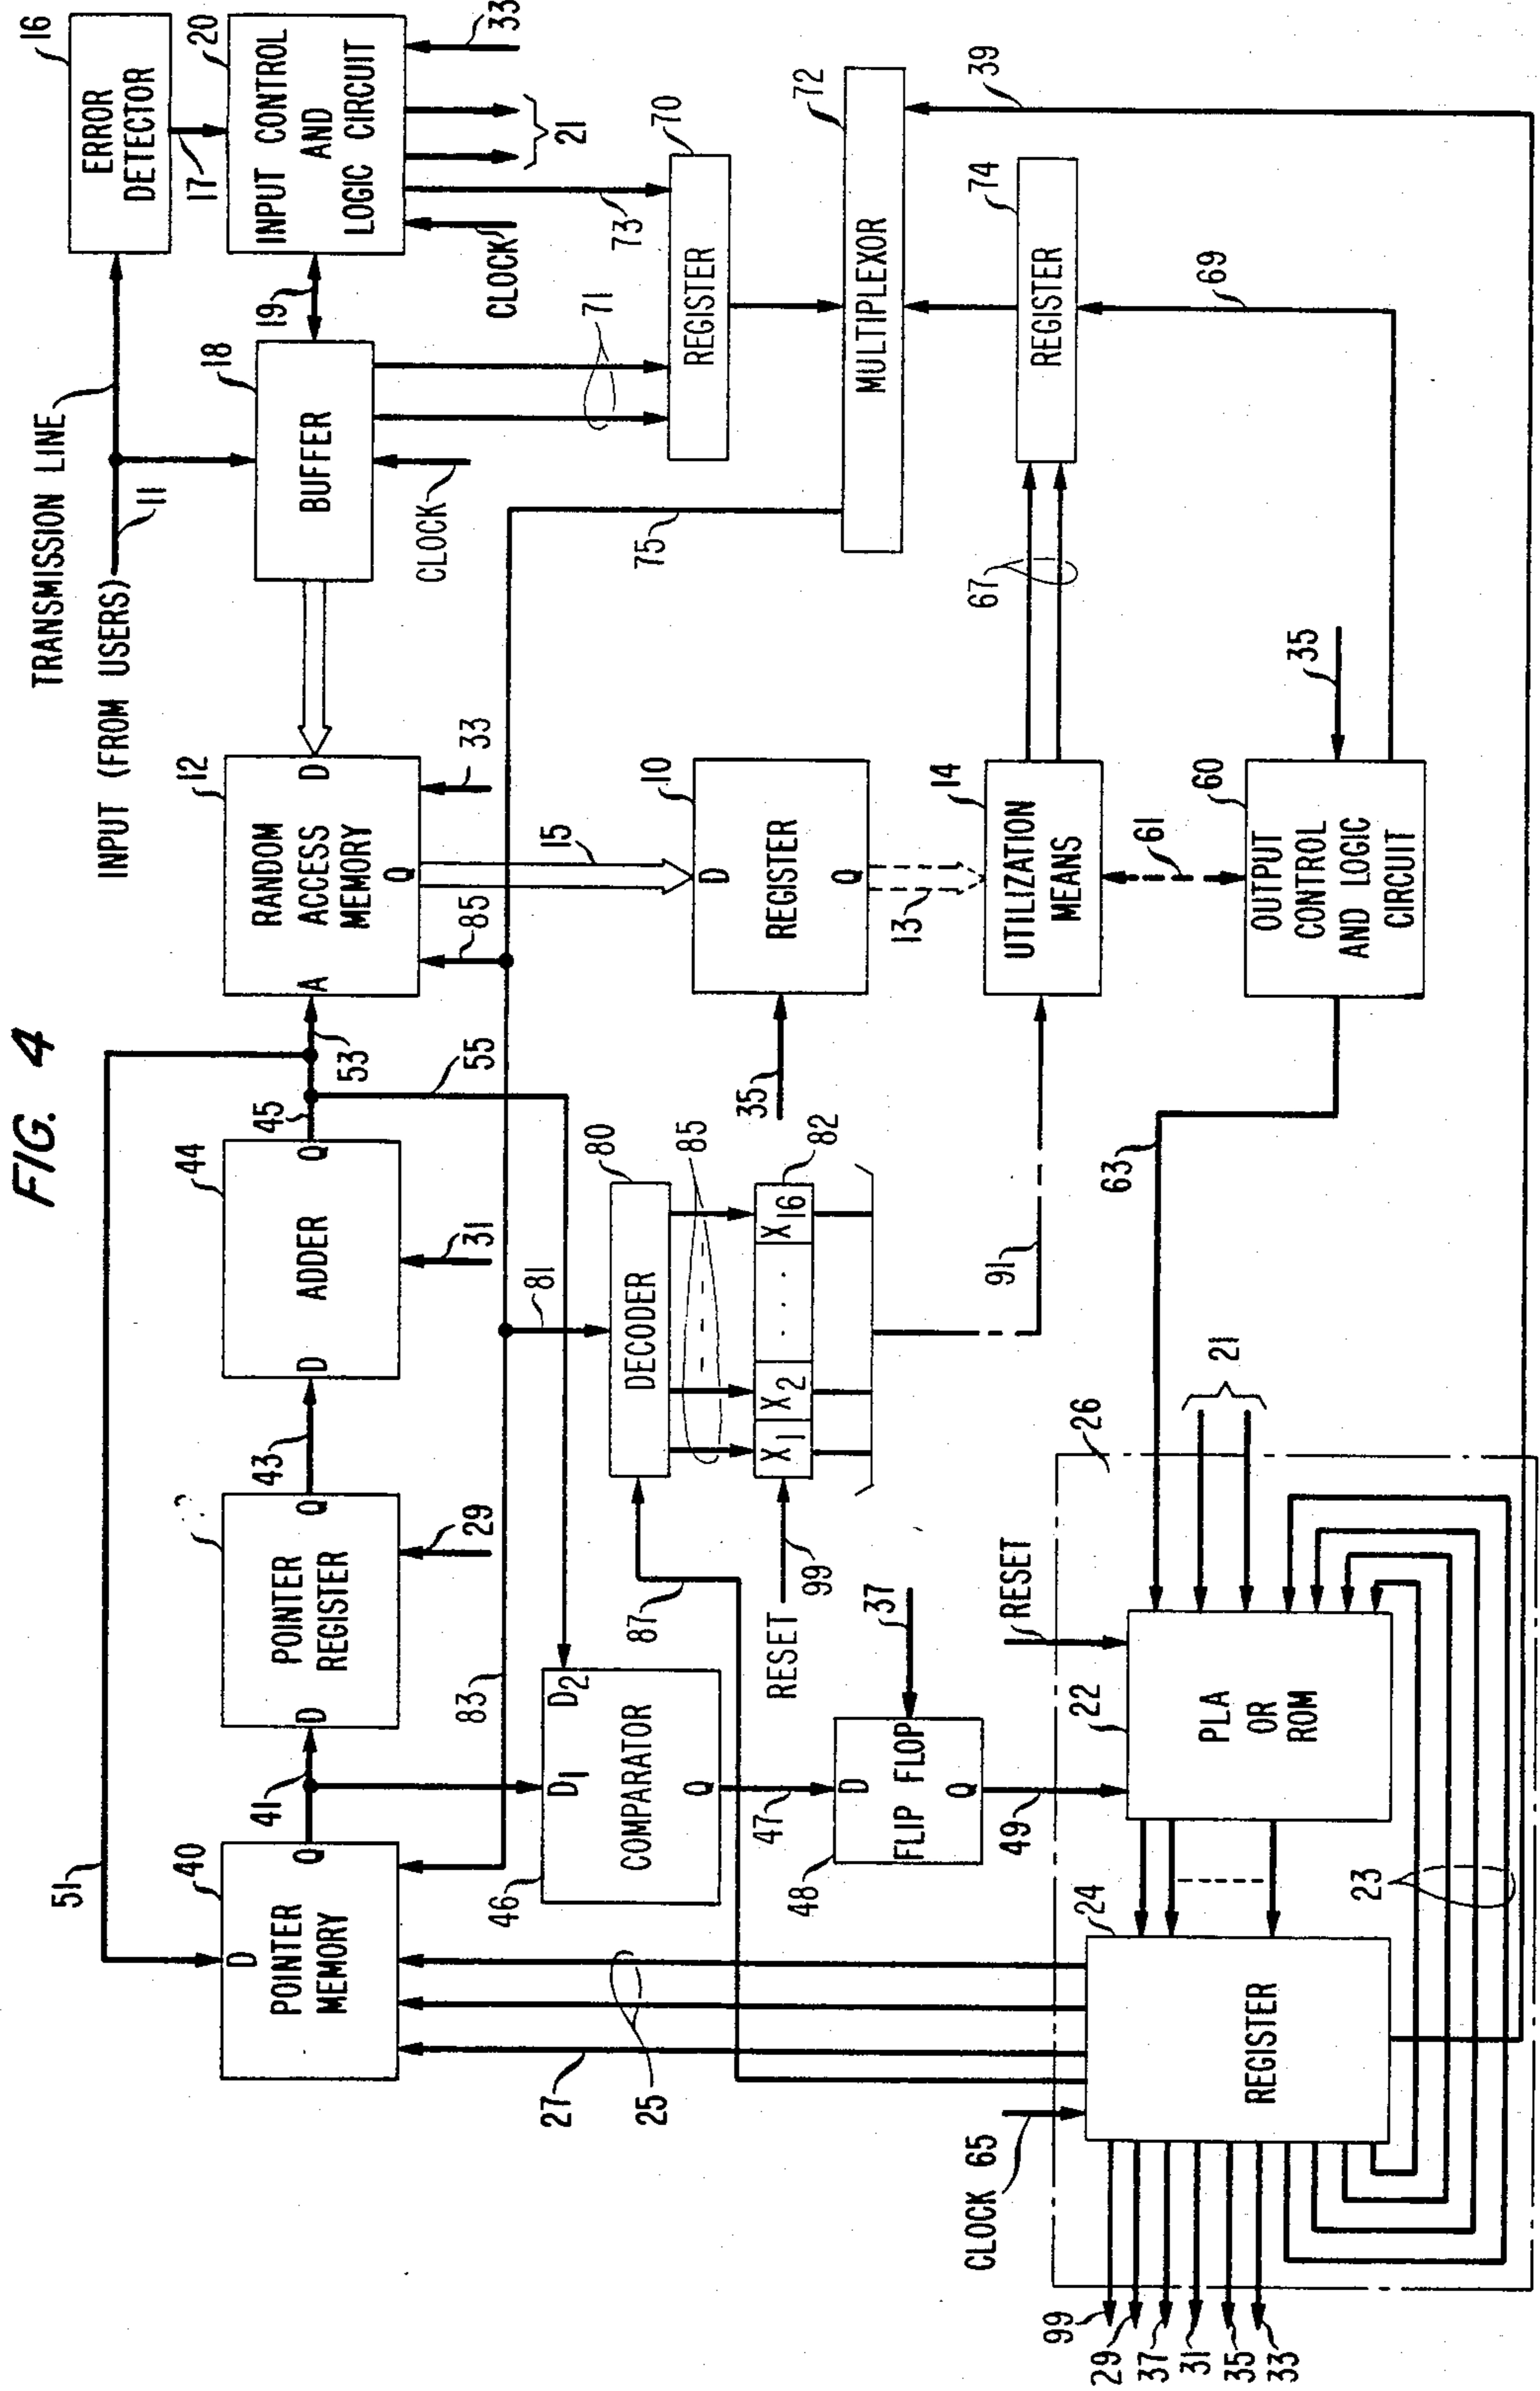 FIG. 4
TRANSMISSION LINE
INPUT (FROM USERS)
11
16
ERROR
DETECTOR
17
20
INPUT CONTROL
AND
LOGIC CIRCUIT
33
21
73
CLOCK
19
18
BUFFER
CLOCK
71
70
REGISTER
72
MULTIPLEXOR
39
75
74
REGISTER
69
67
12
RANDOM
ACCESS
MEMORY
A
D
Q
33
85
15
10
REGISTER
D
Q
35
13
14
UTILIZATION
MEANS
61
60
OUTPUT
CONTROL
AND LOGIC
CIRCUIT
35
63
51
53
45
55
44
ADDER
D
Q
31
43
POINTER
REGISTER
D
Q
29
41
40
POINTER
MEMORY
D
Q
83
81
80
DECODER
85
82
X1
X2
. . .
X16
87
RESET
99
91
46
COMPARATOR
D1
D2
Q
47
48
FLIP FLOP
D
Q
37
49
RESET
22
PLA
OR
ROM
21
26
23
24
REGISTER
25
27
CLOCK 65
99
29
37
31
35
33